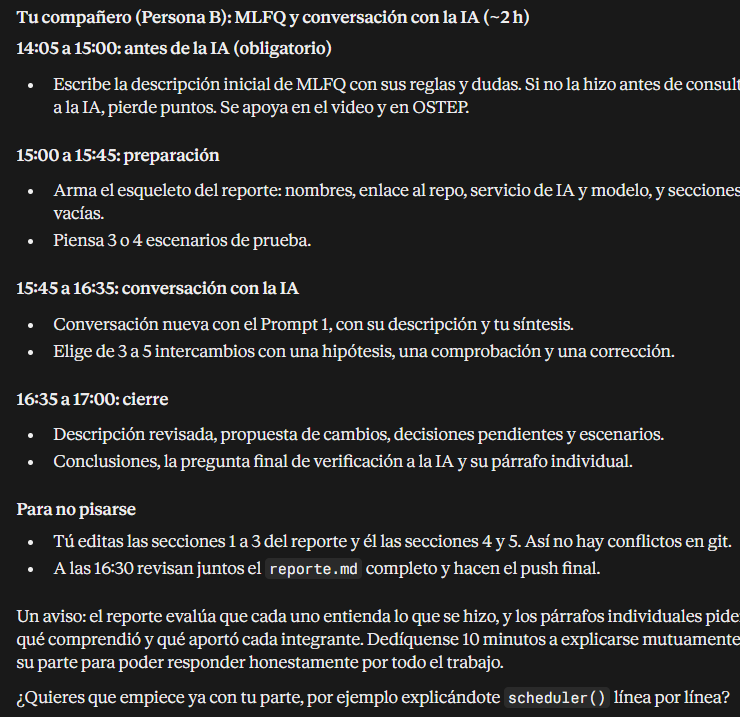 Tu compañero (Persona B): MLFQ y conversación con la IA (~2 h)
14:05 a 15:00: antes de la IA (obligatorio)
• Escribe la descripción inicial de MLFQ con sus reglas y dudas. Si no la hizo antes de consult
a la IA, pierde puntos. Se apoya en el video y en OSTEP.
15:00 a 15:45: preparación
• Arma el esqueleto del reporte: nombres, enlace al repo, servicio de IA y modelo, y secciones
vacías.
• Piensa 3 o 4 escenarios de prueba.
15:45 a 16:35: conversación con la IA
• Conversación nueva con el Prompt 1, con su descripción y tu síntesis.
• Elige de 3 a 5 intercambios con una hipótesis, una comprobación y una corrección.
16:35 a 17:00: cierre
• Descripción revisada, propuesta de cambios, decisiones pendientes y escenarios.
• Conclusiones, la pregunta final de verificación a la IA y su párrafo individual.
Para no pisarse
• Tú editas las secciones 1 a 3 del reporte y él las secciones 4 y 5. Así no hay conflictos en git.
• A las 16:30 revisan juntos el reporte.md completo y hacen el push final.
Un aviso: el reporte evalúa que cada uno entienda lo que se hizo, y los párrafos individuales pide
qué comprendió y qué aportó cada integrante. Dedíquense 10 minutos a explicarse mutuamente
su parte para poder responder honestamente por todo el trabajo.
¿Quieres que empiece ya con tu parte, por ejemplo explicándote scheduler() línea por línea?